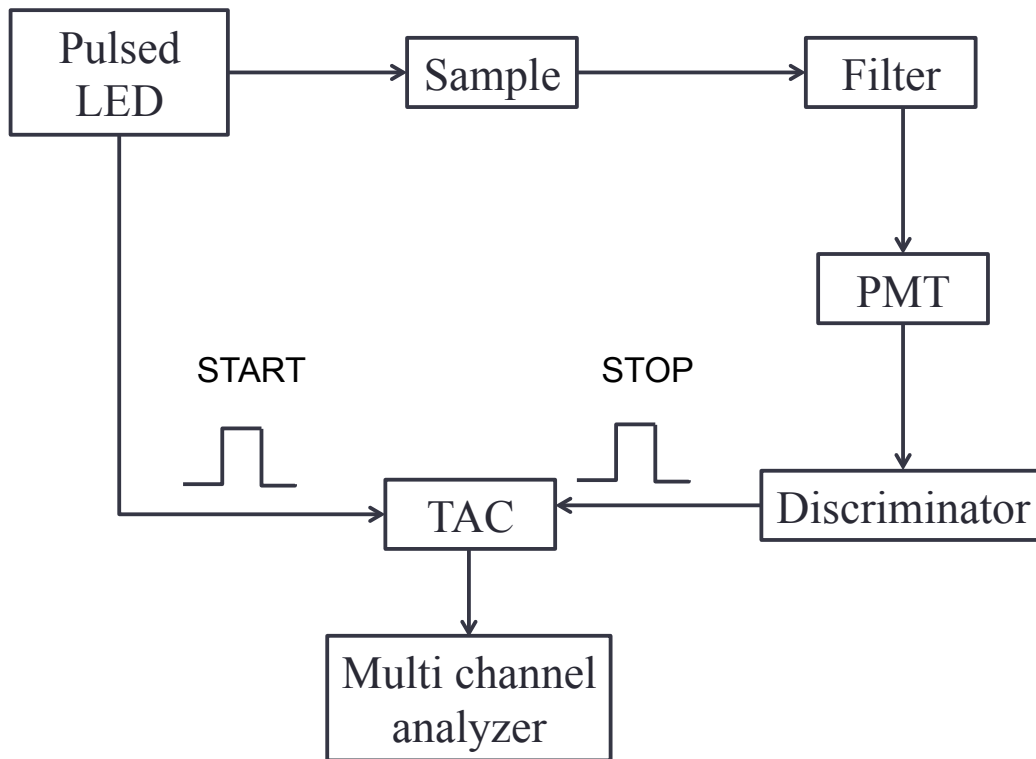 Pulsed
LED
Sample
Filter
PMT
START
STOP
TAC
Discriminator
Multi channel
analyzer